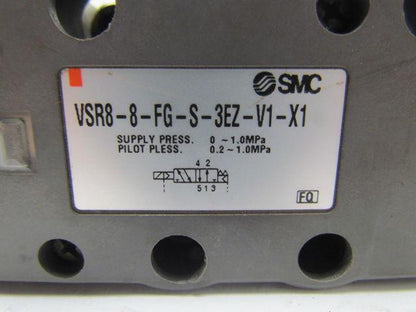 SMC
VSR8-8-FG-S-3EZ-V1-X1
SUPPLY PRESS. 0 ~1.0MPa
PILOT PLESS. 0.2~1.0MPa
4 2
5 1 3
FQ